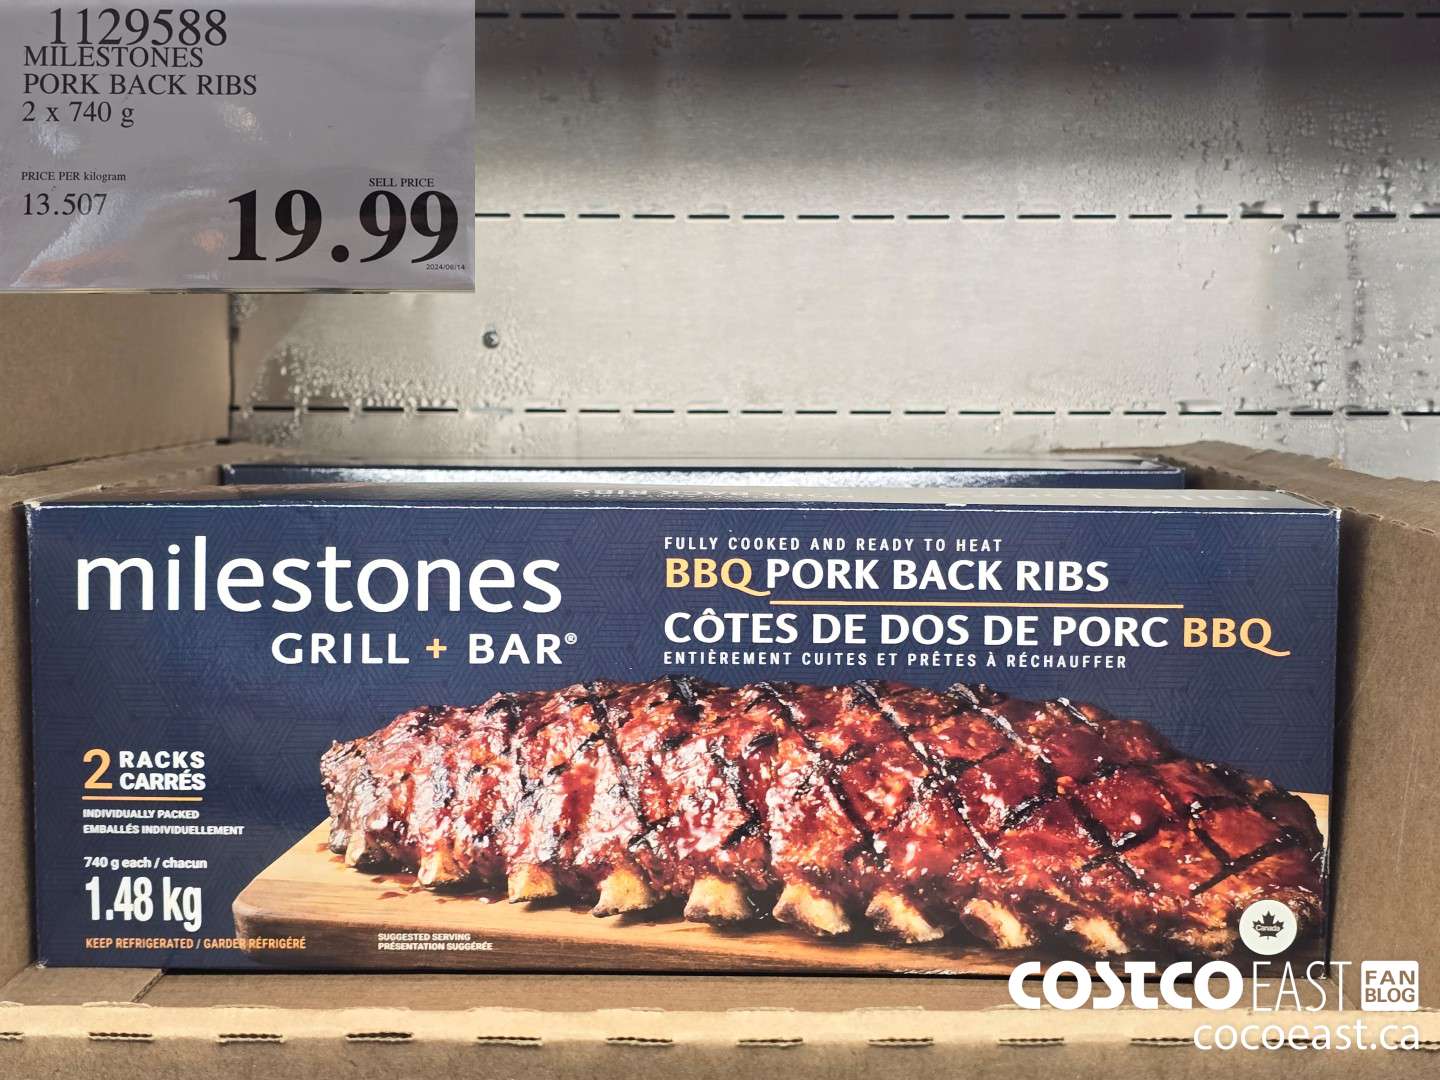 1129588
MILESTONES
PORK BACK RIBS
2 x 740 g
PRICE PER kilogram
13.507
SELL PRICE
19.99
2024/06/14
milestones
GRILL + BAR®
FULLY COOKED AND READY TO HEAT
BBQ PORK BACK RIBS
CÔTES DE DOS DE PORC BBQ
ENTIÈREMENT CUITES ET PRÊTES À RÉCHAUFFER
2 RACKS
CARRÉS
INDIVIDUALLY PACKED
EMBALLÉS INDIVIDUELLEMENT
740 g each / chacun
1.48 kg
KEEP REFRIGERATED / GARDER RÉFRIGÉRÉ
SUGGESTED SERVING
PRÉSENTATION SUGGÉRÉE
Canada
COSTCO EAST FAN BLOG
cocoeast.ca